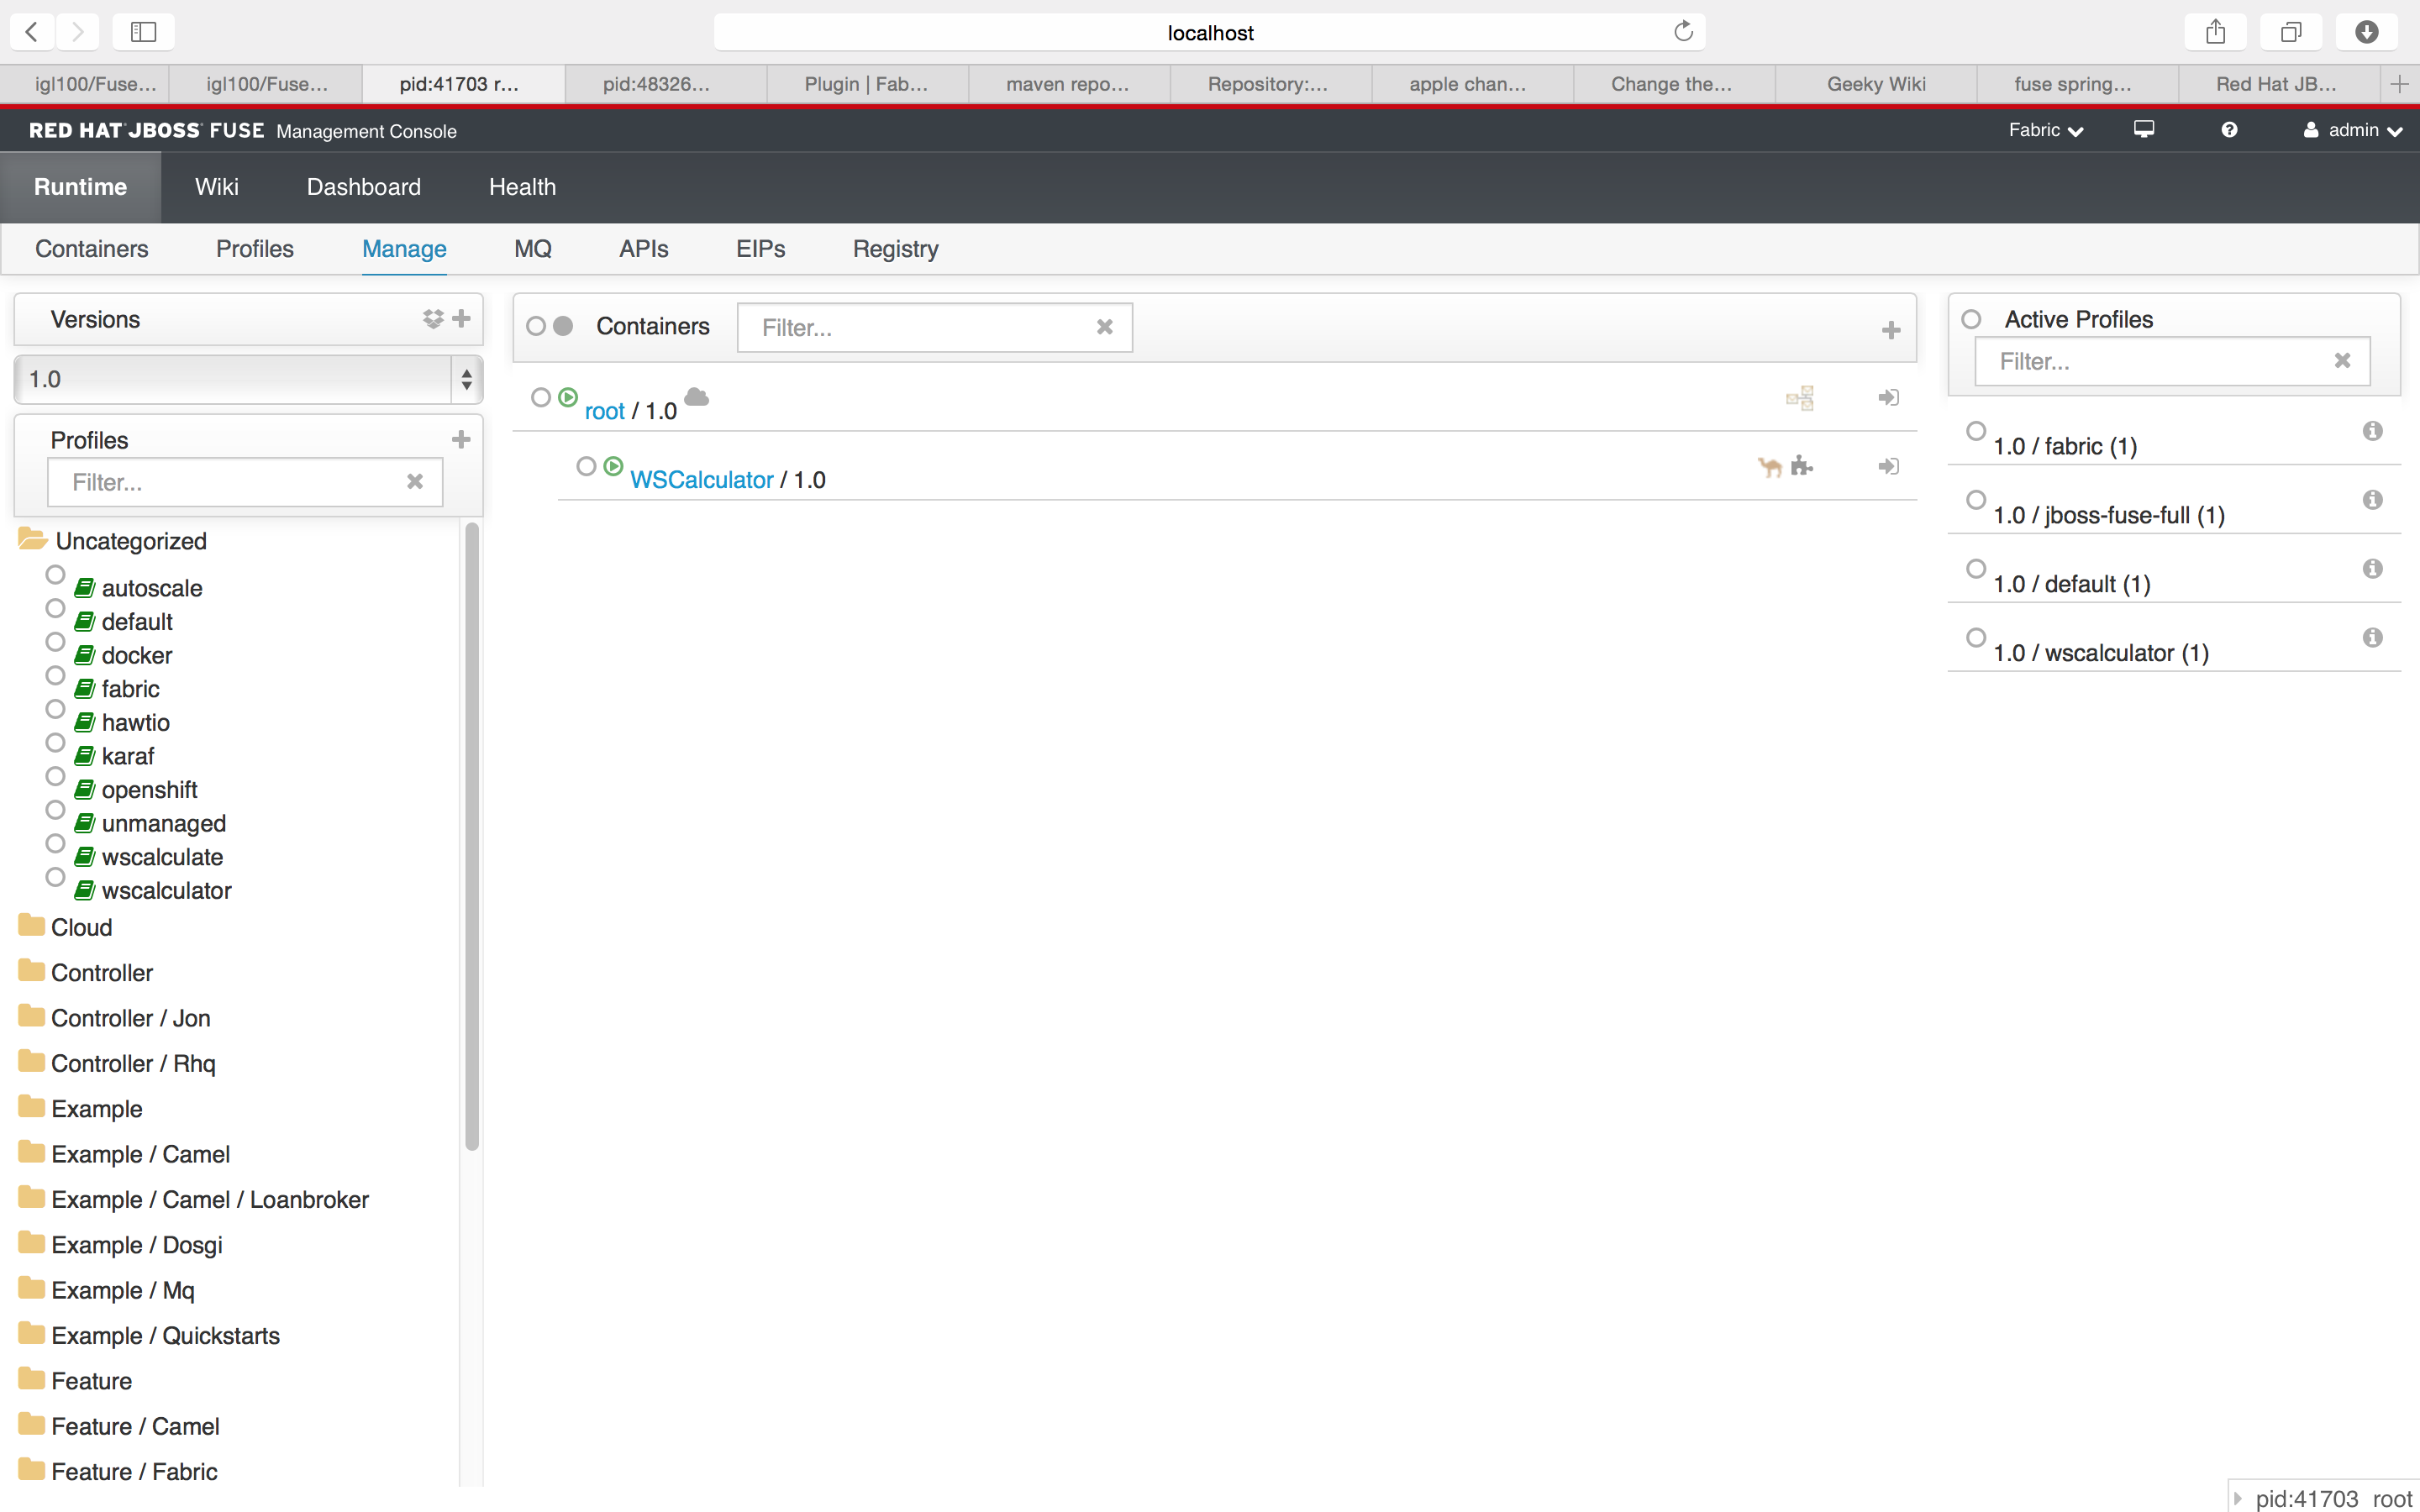 localhost
igl100/Fuse...
igl100/Fuse...
pid:41703 r...
pid:48326...
Plugin | Fab...
maven repo...
Repository:...
apple chan...
Change the...
Geeky Wiki
fuse spring...
Red Hat JB...
RED HAT JBOSS FUSE Management Console
Fabric
admin
Runtime
Wiki
Dashboard
Health
Containers
Profiles
Manage
MQ
APIs
EIPs
Registry
Versions
1.0
Profiles
Filter...
Uncategorized
autoscale
default
docker
fabric
hawtio
karaf
openshift
unmanaged
wscalculate
wscalculator
Cloud
Controller
Controller / Jon
Controller / Rhq
Example
Example / Camel
Example / Camel / Loanbroker
Example / Dosgi
Example / Mq
Example / Quickstarts
Feature
Feature / Camel
Feature / Fabric
Containers
Filter...
root / 1.0
WSCalculator / 1.0
Active Profiles
Filter...
1.0 / fabric (1)
1.0 / jboss-fuse-full (1)
1.0 / default (1)
1.0 / wscalculator (1)
pid:41703 root